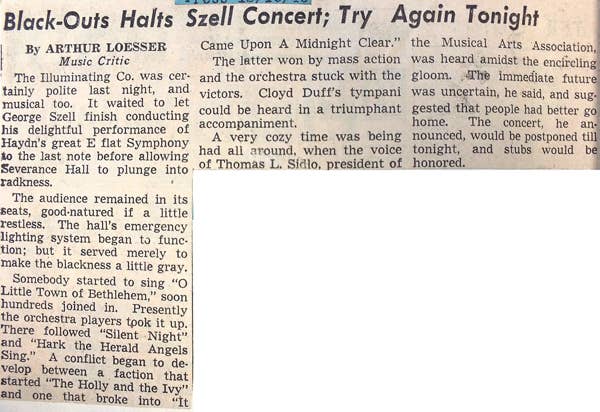 Black-Outs Halts Szell Concert; Try Again Tonight
By ARTHUR LOESSER
Music Critic
The Illuminating Co. was cer-
tainly polite last night, and
musical too. It waited to let
George Szell finish conducting
his delightful performance of
Haydn's great E flat Symphony
to the last note before allowing
Severance Hall to plunge into
radkness.
The audience remained in its
seats, good-natured if a little
restless. The hall's emergency
lighting system began to func-
tion; but it served merely to
make the blackness a little gray.
Somebody started to sing "O
Little Town of Bethlehem," soon
hundreds joined in. Presently
the orchestra players took it up.
There followed "Silent Night"
and "Hark the Herald Angels
Sing." A conflict began to de-
velop between a faction that
started "The Holly and the Ivy"
and one that broke into "It
Came Upon A Midnight Clear."
The latter won by mass action
and the orchestra stuck with the
victors. Cloyd Duff's tympani
could be heard in a triumphant
accompaniment.
A very cozy time was being
had all around, when the voice
of Thomas L. Sidlo, president of
the Musical Arts Association,
was heard amidst the encircling
gloom. The immediate future
was uncertain, he said, and sug-
gested that people had better go
home. The concert, he an-
nounced, would be postponed till
tonight, and stubs would be
honored.